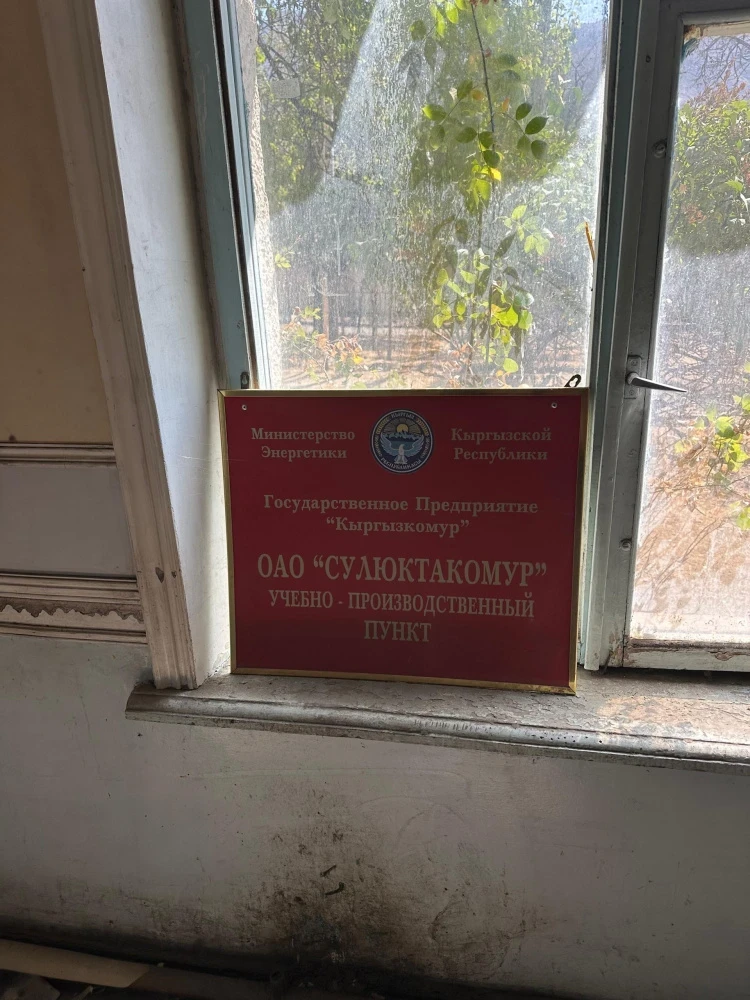 Министерство
Энергетики
Кыргызской
Республики
Государственное Предприятие
“Кыргызкомур”
ОАО “СУЛЮКТАКОМУР”
УЧЕБНО - ПРОИЗВОДСТВЕННЫЙ
ПУНКТ